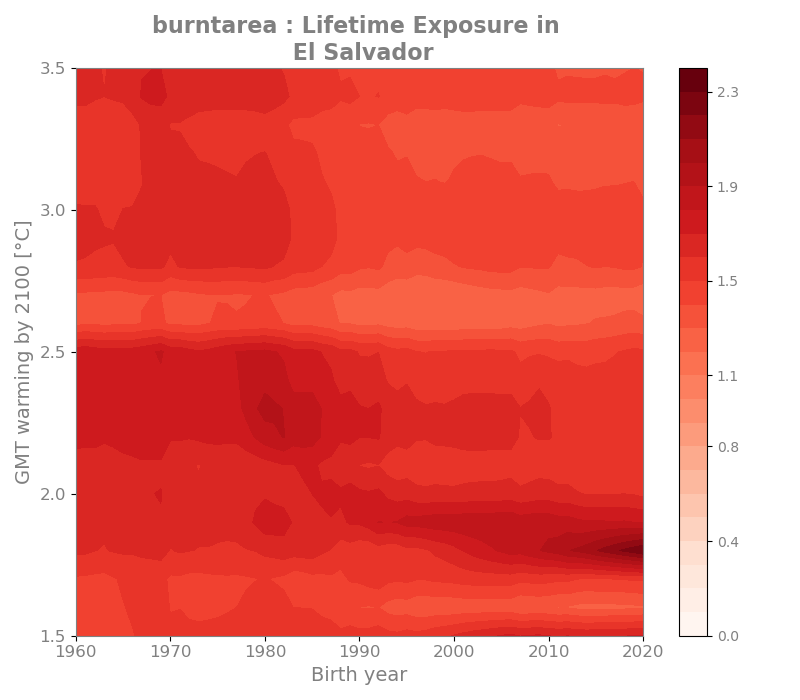 burntarea : Lifetime Exposure in
El Salvador
3.5
3.0
2.5
2.0
1.5
GMT warming by 2100 [°C]
1960 1970 1980 1990 2000 2010 2020
Birth year
2.3
1.9
1.5
1.1
0.8
0.4
0.0